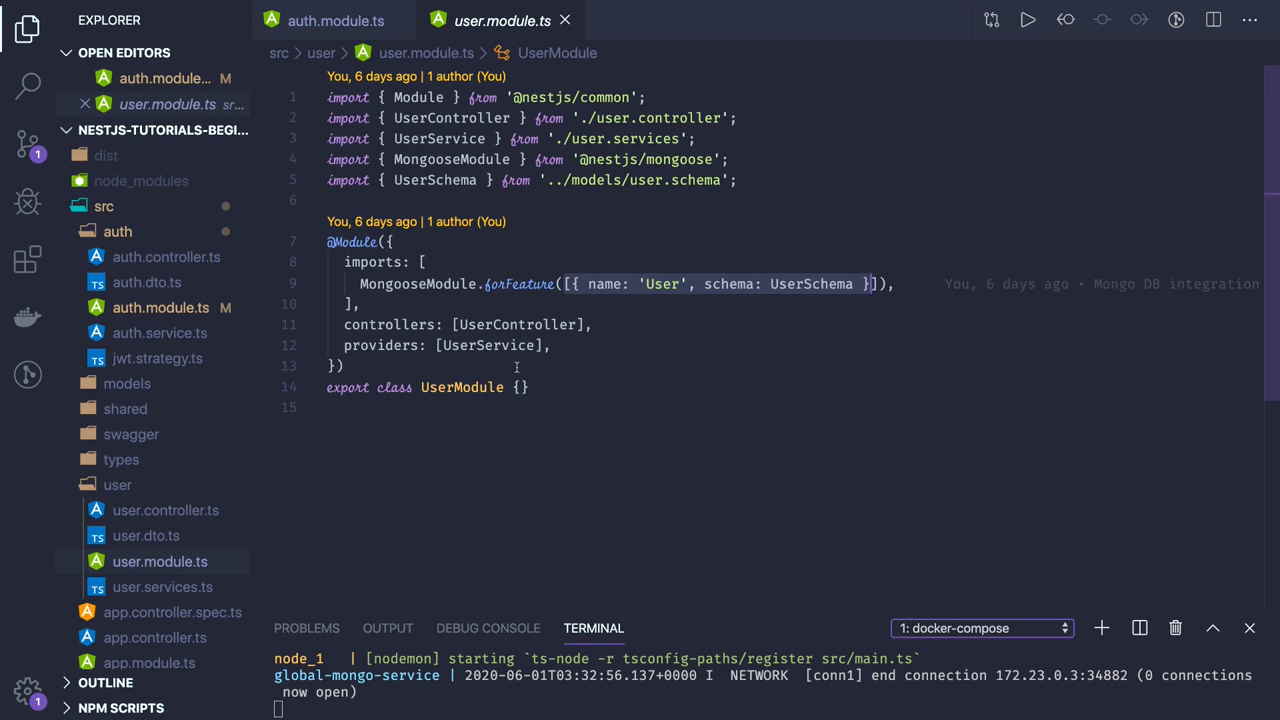 EXPLORER
OPEN EDITORS
auth.module... M
user.module.ts sr...
NESTJS-TUTORIALS-BEGI...
dist
node_modules
src
auth
auth.controller.ts
auth.dto.ts
auth.module.ts M
auth.service.ts
jwt.strategy.ts
models
shared
swagger
types
user
user.controller.ts
user.dto.ts
user.module.ts
user.services.ts
app.controller.spec.ts
app.controller.ts
app.module.ts
OUTLINE
NPM SCRIPTS
1
1
auth.module.ts
user.module.ts
src > user > user.module.ts > UserModule
You, 6 days ago | 1 author (You)
1 import { Module } from '@nestjs/common';
2 import { UserController } from './user.controller';
3 import { UserService } from './user.services';
4 import { MongooseModule } from '@nestjs/mongoose';
5 import { UserSchema } from '../models/user.schema';
6
You, 6 days ago | 1 author (You)
7 @Module({
8 imports: [
9 MongooseModule.forFeature([{ name: 'User', schema: UserSchema }]), You, 6 days ago • Mongo DB integration
10 ],
11 controllers: [UserController],
12 providers: [UserService],
13 })
14 export class UserModule {}
15
PROBLEMS OUTPUT DEBUG CONSOLE TERMINAL 1: docker-compose
node_1 | [nodemon] starting `ts-node -r tsconfig-paths/register src/main.ts`
global-mongo-service | 2020-06-01T03:32:56.137+0000 I NETWORK [conn1] end connection 172.23.0.3:34882 (0 connections
now open)